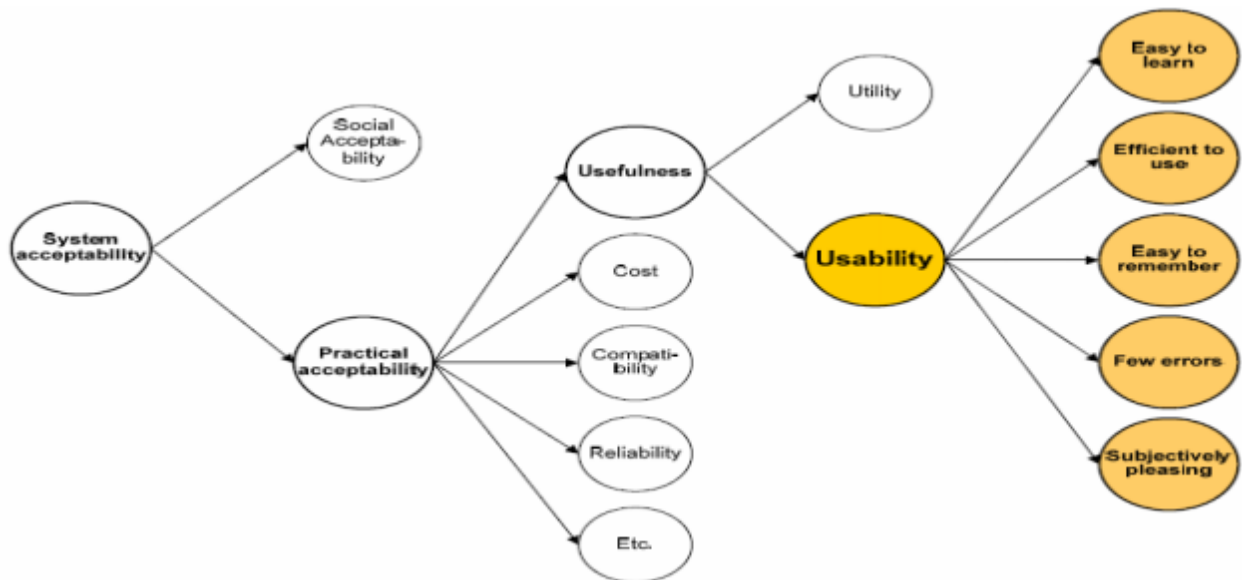 System
acceptability
Social
Accepta-
bility
Practical
acceptability
Usefulness
Cost
Compati-
bility
Reliability
Etc.
Utility
Usability
Easy to
learn
Efficient to
use
Easy to
remember
Few errors
Subjectively
pleasing